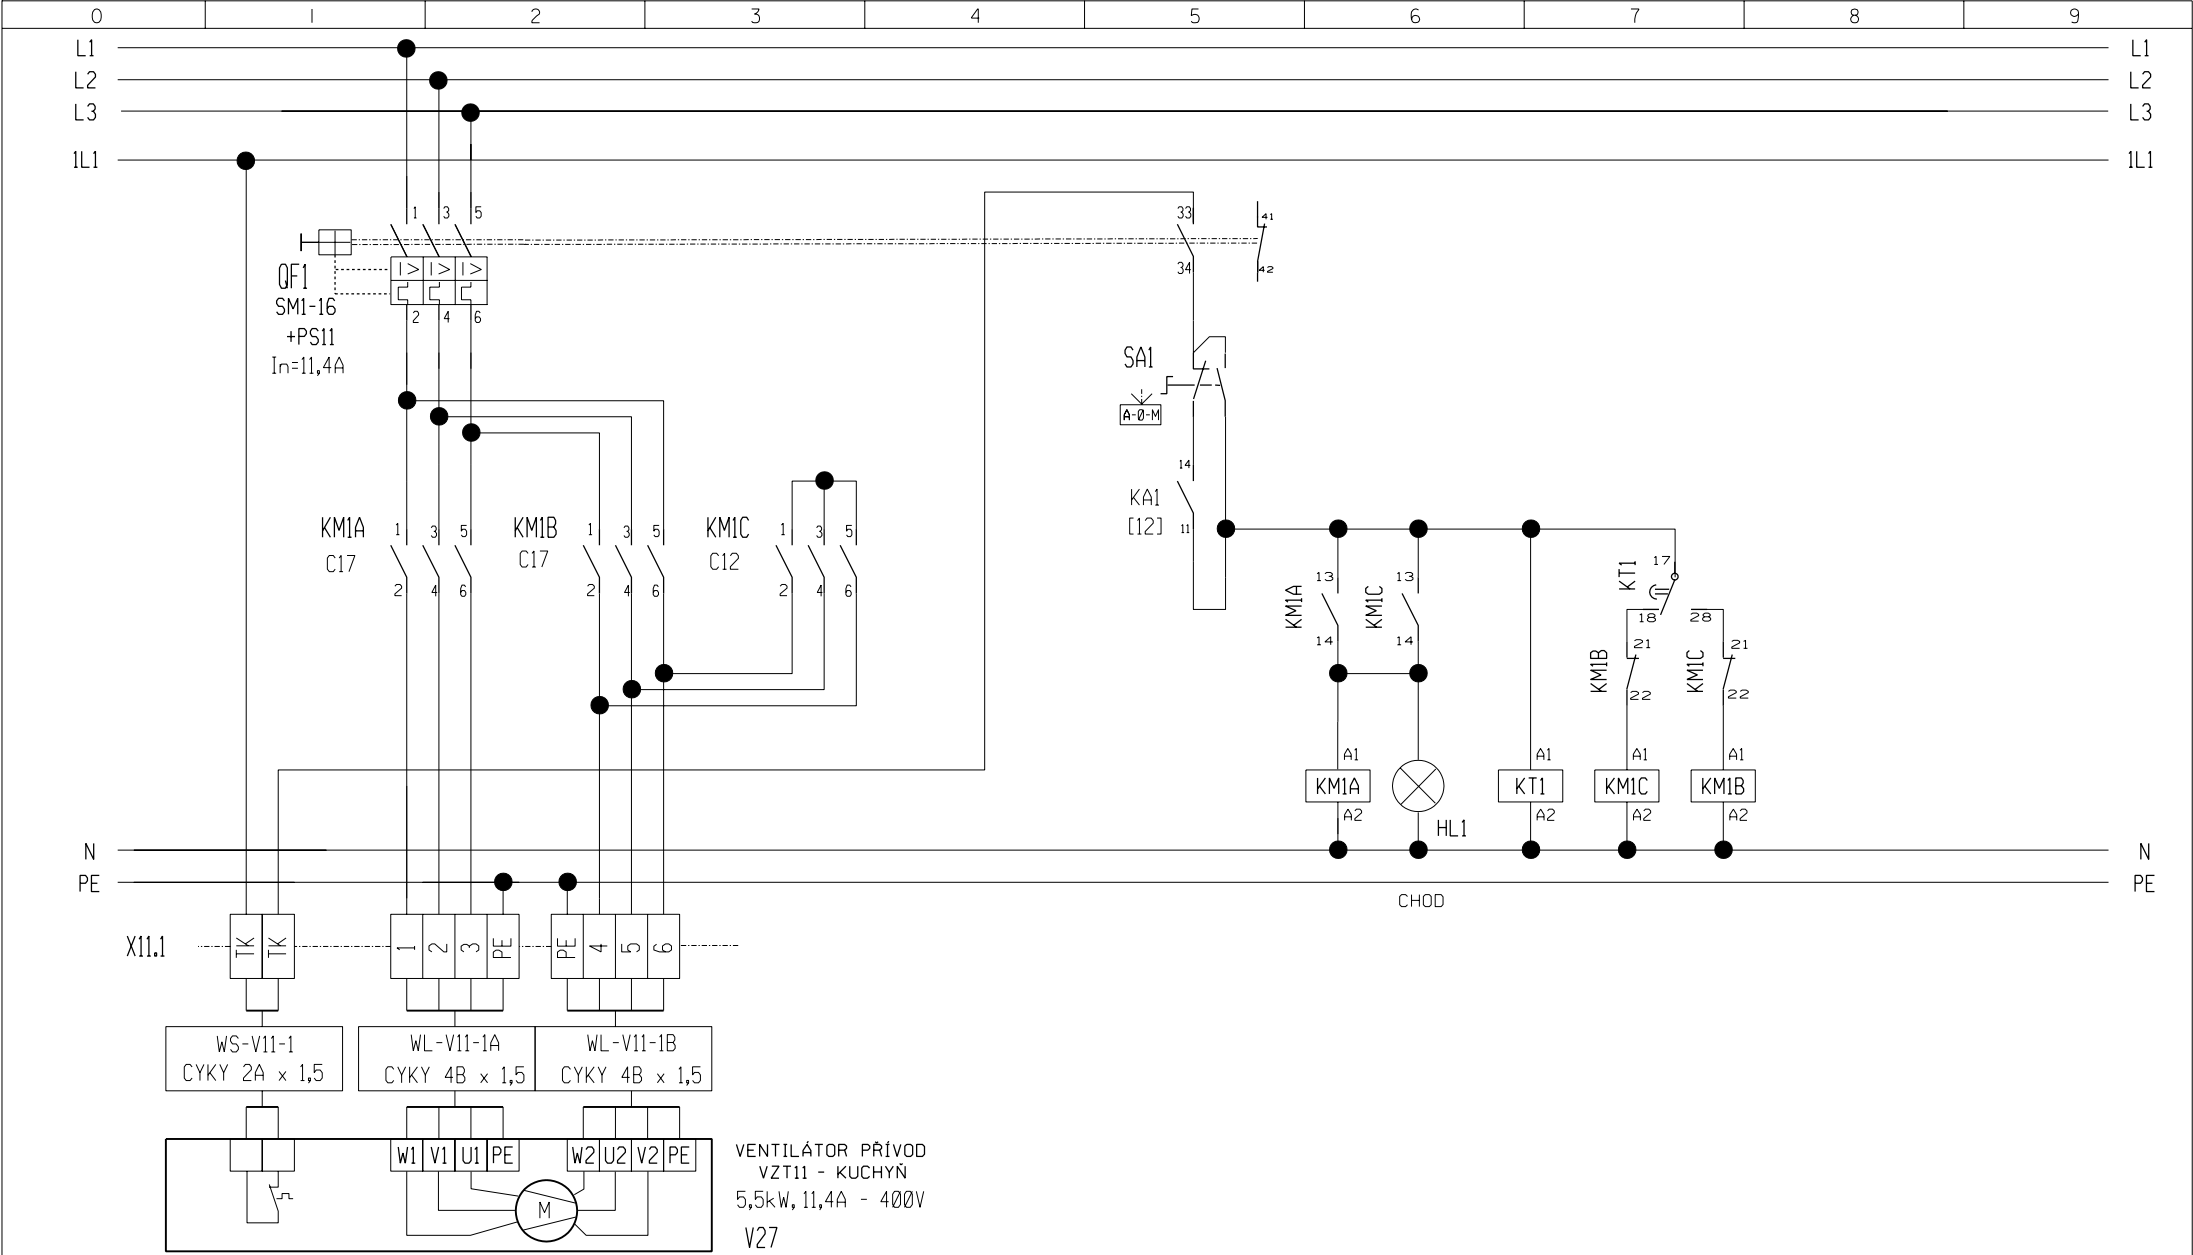 0 1 2 3 4 5 6 7 8 9
L1 L1
L2 L2
L3 L3
1L1 1L1
1 3 5 33 41
QF1 34 42
SM1-16
2 4 6
+PS11
In=11,4A
SA1
A-0-M
14
KA1
[12] 11
KM1A 1 3 5 KM1B 1 3 5 KM1C 1 3 5
C17 C17 C12
2 4 6 2 4 6 2 4 6
KM1A 13 14 KM1C 13 14 KT1 17 18 28
KM1B 21 22 KM1C 21 22
A1 A1 A1 A1
KM1A KT1 KM1C KM1B
A2 A2 A2 A2
HL1
N N
PE PE
CHOD
X11.1 TK TK 1 2 3 PE PE 4 5 6
WS-V11-1 WL-V11-1A WL-V11-1B
CYKY 2A x 1,5 CYKY 4B x 1,5 CYKY 4B x 1,5
W1 V1 U1 PE W2 U2 V2 PE
M
VENTILÁTOR PŘÍVOD
VZT11 - KUCHYŇ
5,5kW, 11,4A - 400V
V27